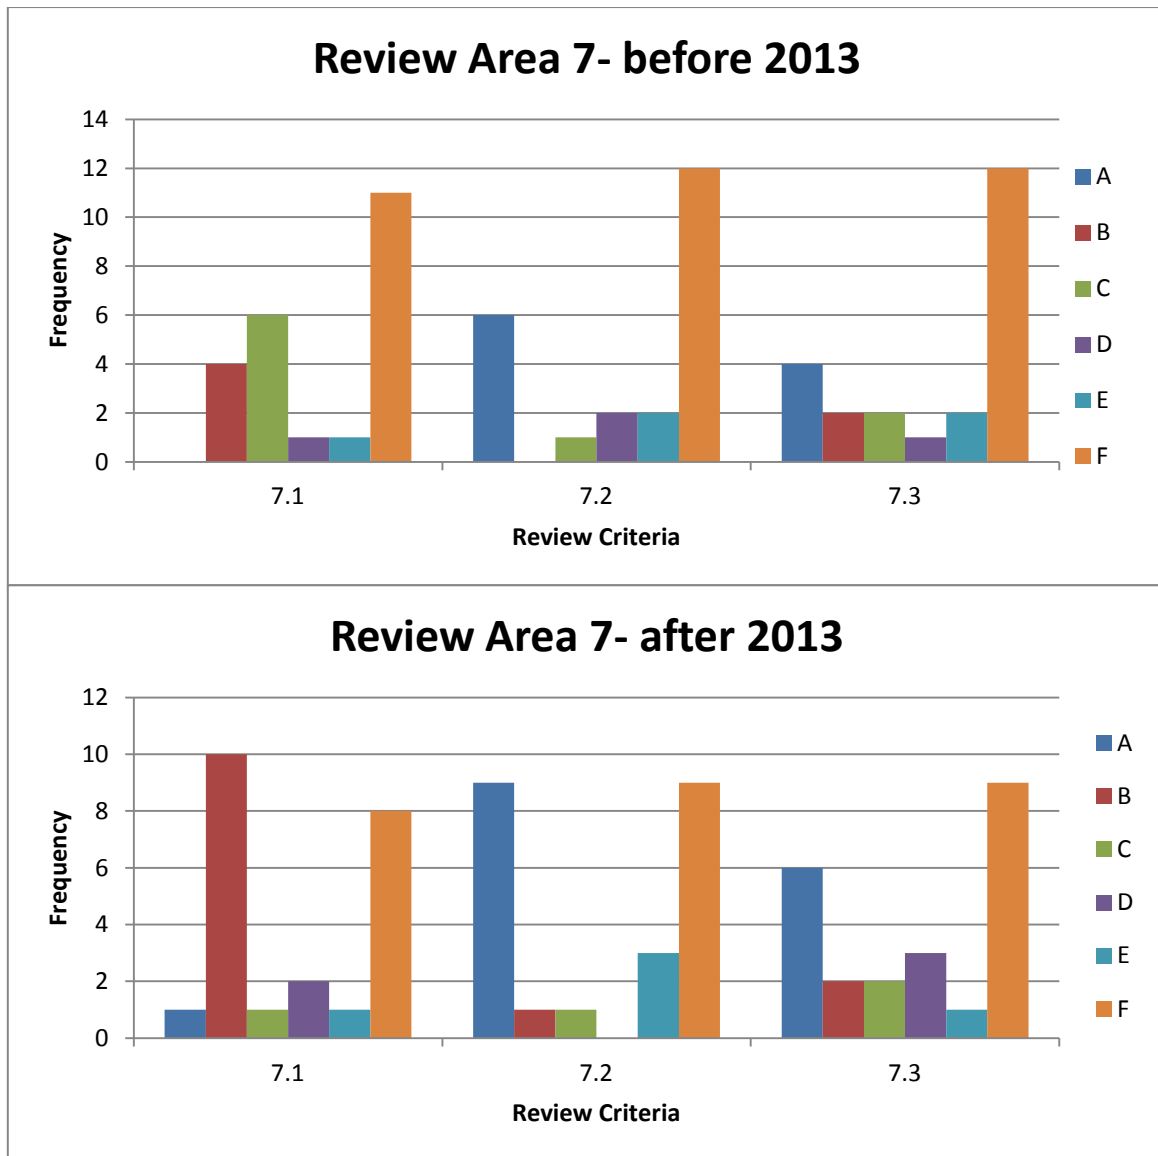 Review Area 7- before 2013
14
12
10
8
6
4
2
0
Frequency
7.1
7.2
7.3
Review Criteria
A
B
C
D
E
F
Review Area 7- after 2013
12
10
8
6
4
2
0
Frequency
7.1
7.2
7.3
Review Criteria
A
B
C
D
E
F